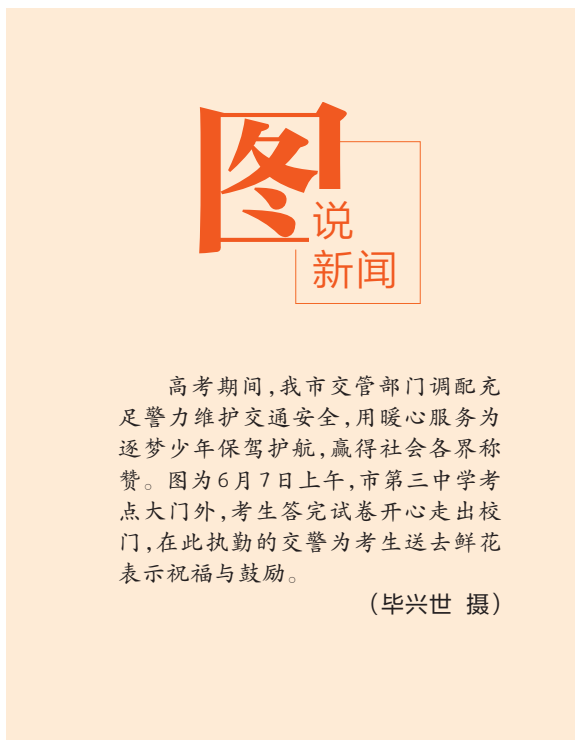 图
说
新闻
高考期间,我市交管部门调配充
足警力维护交通安全,用暖心服务为
逐梦少年保驾护航,赢得社会各界称
赞。图为6月7日上午,市第三中学考
点大门外,考生答完试卷开心走出校
门,在此执勤的交警为考生送去鲜花
表示祝福与鼓励。
(毕兴世 摄)